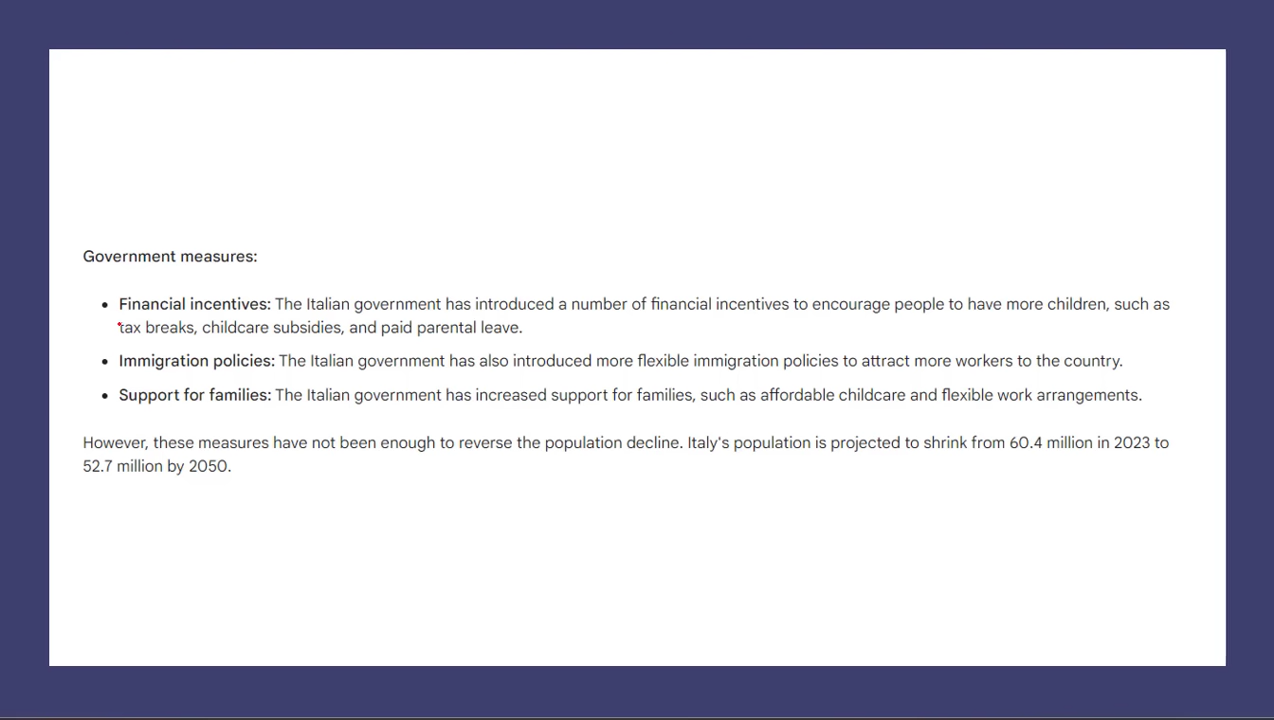 Government measures:
• Financial incentives: The Italian government has introduced a number of financial incentives to encourage people to have more children, such as
tax breaks, childcare subsidies, and paid parental leave.
• Immigration policies: The Italian government has also introduced more flexible immigration policies to attract more workers to the country.
• Support for families: The Italian government has increased support for families, such as affordable childcare and flexible work arrangements.
However, these measures have not been enough to reverse the population decline. Italy's population is projected to shrink from 60.4 million in 2023 to
52.7 million by 2050.